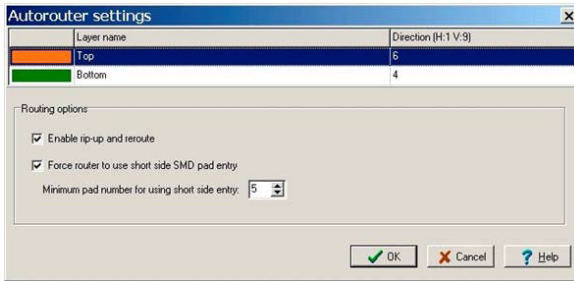 Autorouter settings
Layer name Direction (H:1 V:9)
Top 6
Bottom 4
Routing options
Enable rip-up and reroute
Force router to use short side SMD pad entry
Minimum pad number for using short side entry: 5
OK Cancel Help